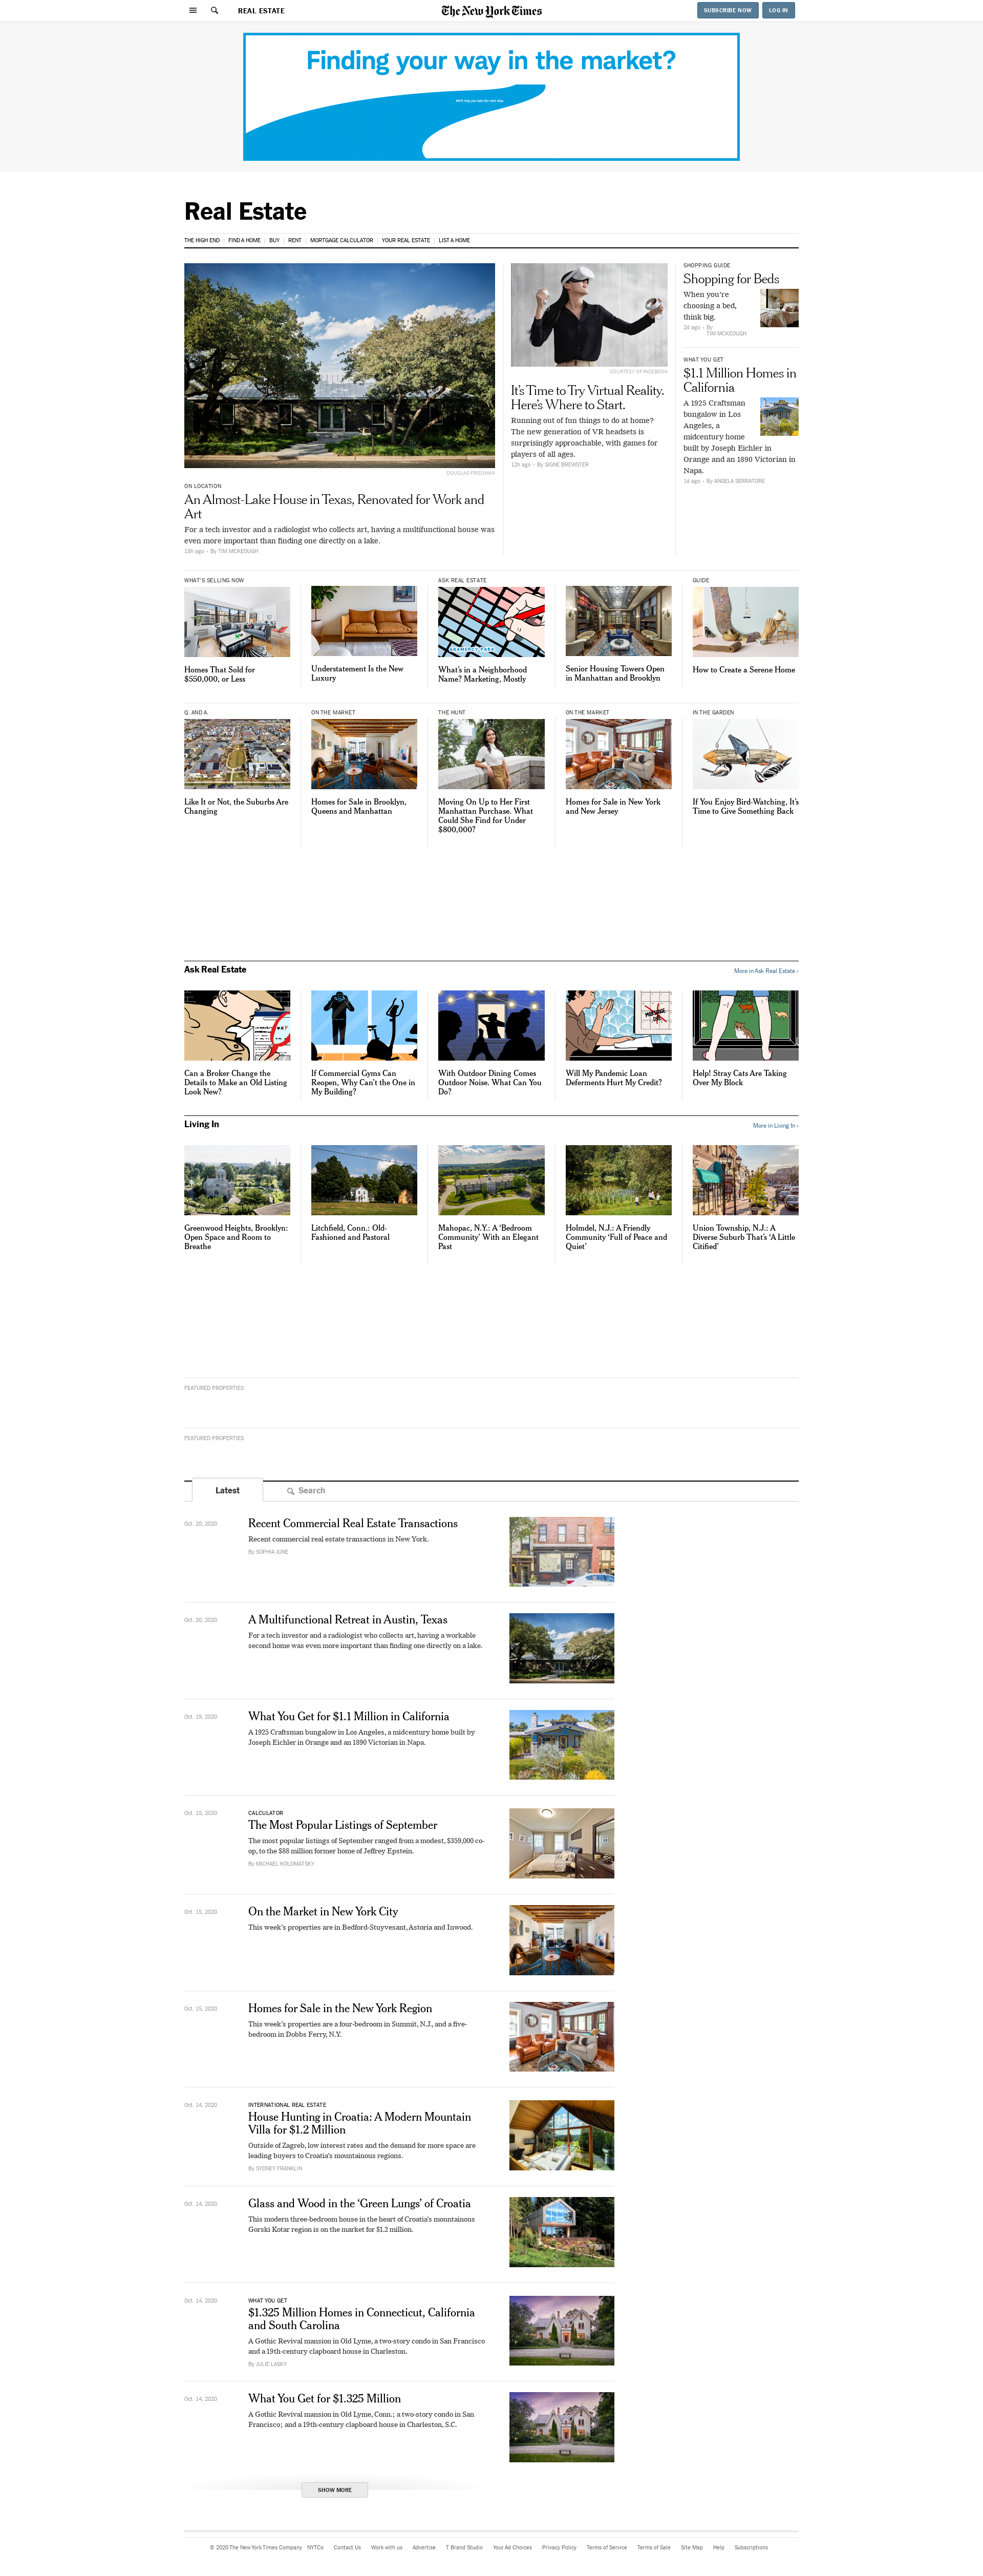 REAL ESTATE
The New York Times
SUBSCRIBE NOW
LOG IN
Finding your way in the market?
We'll help you take the next step.
Real Estate
THE HIGH END
FIND A HOME
BUY
RENT
MORTGAGE CALCULATOR
YOUR REAL ESTATE
LIST A HOME
DOUGLAS FRIEDMAN
ON LOCATION
An Almost-Lake House in Texas, Renovated for Work and
Art
For a tech investor and a radiologist who collects art, having a multifunctional house was
even more important than finding one directly on a lake.
15h ago • By TIM MCKEOUGH
COURTESY OF FACEBOOK
It's Time to Try Virtual Reality.
Here's Where to Start.
Running out of fun things to do at home?
The new generation of VR headsets is
surprisingly approachable, with games for
players of all ages.
12h ago • By SIGNE BREWSTER
SHOPPING GUIDE
Shopping for Beds
When you're
choosing a bed,
think big.
2d ago • By
TIM MCKEOUGH
WHAT YOU GET
$1.1 Million Homes in
California
A 1925 Craftsman
bungalow in Los
Angeles, a
midcentury home
built by Joseph Eichler in
Orange and an 1890 Victorian in
Napa.
1d ago • By ANGELA SERRATORE
WHAT'S SELLING NOW
Homes That Sold for
$550,000, or Less
Understatement Is the New
Luxury
ASK REAL ESTATE
GRAMERCY PARK
What's in a Neighborhood
Name? Marketing, Mostly
Senior Housing Towers Open
in Manhattan and Brooklyn
GUIDE
How to Create a Serene Home
Q. AND A.
Like It or Not, the Suburbs Are
Changing
ON THE MARKET
Homes for Sale in Brooklyn,
Queens and Manhattan
THE HUNT
Moving On Up to Her First
Manhattan Purchase. What
Could She Find for Under
$800,000?
ON THE MARKET
Homes for Sale in New York
and New Jersey
IN THE GARDEN
If You Enjoy Bird-Watching, It's
Time to Give Something Back
Ask Real Estate
More in Ask Real Estate ›
Can a Broker Change the
Details to Make an Old Listing
Look New?
If Commercial Gyms Can
Reopen, Why Can't the One in
My Building?
With Outdoor Dining Comes
Outdoor Noise. What Can You
Do?
Will My Pandemic Loan
Deferments Hurt My Credit?
Help! Stray Cats Are Taking
Over My Block
Living In
More in Living In ›
Greenwood Heights, Brooklyn:
Open Space and Room to
Breathe
Litchfield, Conn.: Old-
Fashioned and Pastoral
Mahopac, N.Y.: A 'Bedroom
Community' With an Elegant
Past
Holmdel, N.J.: A Friendly
Community 'Full of Peace and
Quiet'
Union Township, N.J.: A
Diverse Suburb That's 'A Little
Citified'
FEATURED PROPERTIES
FEATURED PROPERTIES
Latest
Search
Oct. 20, 2020
Recent Commercial Real Estate Transactions
Recent commercial real estate transactions in New York.
By SOPHIA JUNE
Oct. 20, 2020
A Multifunctional Retreat in Austin, Texas
For a tech investor and a radiologist who collects art, having a workable
second home was even more important than finding one directly on a lake.
Oct. 19, 2020
What You Get for $1.1 Million in California
A 1925 Craftsman bungalow in Los Angeles, a midcentury home built by
Joseph Eichler in Orange and an 1890 Victorian in Napa.
Oct. 15, 2020
CALCULATOR
The Most Popular Listings of September
The most popular listings of September ranged from a modest, $359,000 co-
op, to the $88 million former home of Jeffrey Epstein.
By MICHAEL KOLOMATSKY
Oct. 15, 2020
On the Market in New York City
This week's properties are in Bedford-Stuyvesant, Astoria and Inwood.
Oct. 15, 2020
Homes for Sale in the New York Region
This week's properties are a four-bedroom in Summit, N.J., and a five-
bedroom in Dobbs Ferry, N.Y.
Oct. 14, 2020
INTERNATIONAL REAL ESTATE
House Hunting in Croatia: A Modern Mountain
Villa for $1.2 Million
Outside of Zagreb, low interest rates and the demand for more space are
leading buyers to Croatia's mountainous regions.
By SYDNEY FRANKLIN
Oct. 14, 2020
Glass and Wood in the 'Green Lungs' of Croatia
This modern three-bedroom house in the heart of Croatia's mountainous
Gorski Kotar region is on the market for $1.2 million.
Oct. 14, 2020
WHAT YOU GET
$1.325 Million Homes in Connecticut, California
and South Carolina
A Gothic Revival mansion in Old Lyme, a two-story condo in San Francisco
and a 19th-century clapboard house in Charleston.
By JULIE LASKY
Oct. 14, 2020
What You Get for $1.325 Million
A Gothic Revival mansion in Old Lyme, Conn.; a two-story condo in San
Francisco; and a 19th-century clapboard house in Charleston, S.C.
SHOW MORE
© 2020 The New York Times Company
NYTCo
Contact Us
Work with us
Advertise
T Brand Studio
Your Ad Choices
Privacy Policy
Terms of Service
Terms of Sale
Site Map
Help
Subscriptions